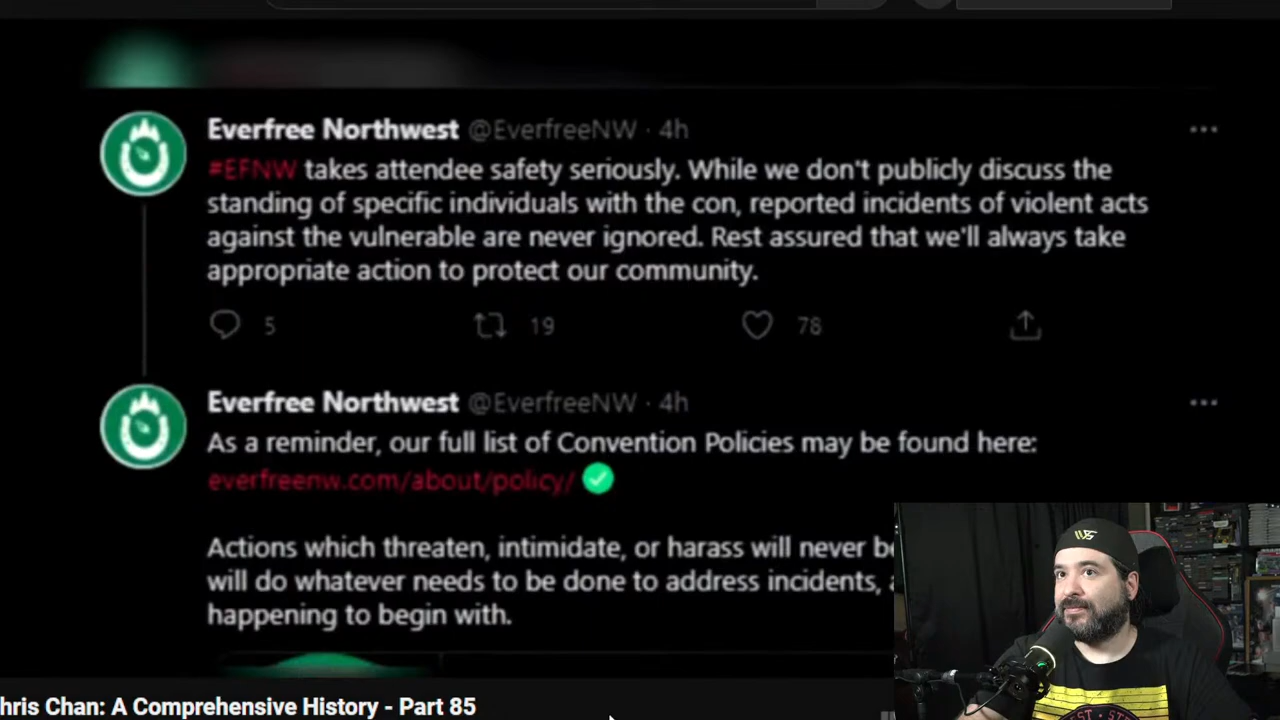 Everfree Northwest @EverfreeNW · 4h
#EFNW takes attendee safety seriously. While we don't publicly discuss the
standing of specific individuals with the con, reported incidents of violent acts
against the vulnerable are never ignored. Rest assured that we'll always take
appropriate action to protect our community.
5 19 78
Everfree Northwest @EverfreeNW · 4h
As a reminder, our full list of Convention Policies may be found here:
everfreenw.com/about/policy/
Actions which threaten, intimidate, or harass will never
will do whatever needs to be done to address incidents,
happening to begin with.
hris Chan: A Comprehensive History - Part 85